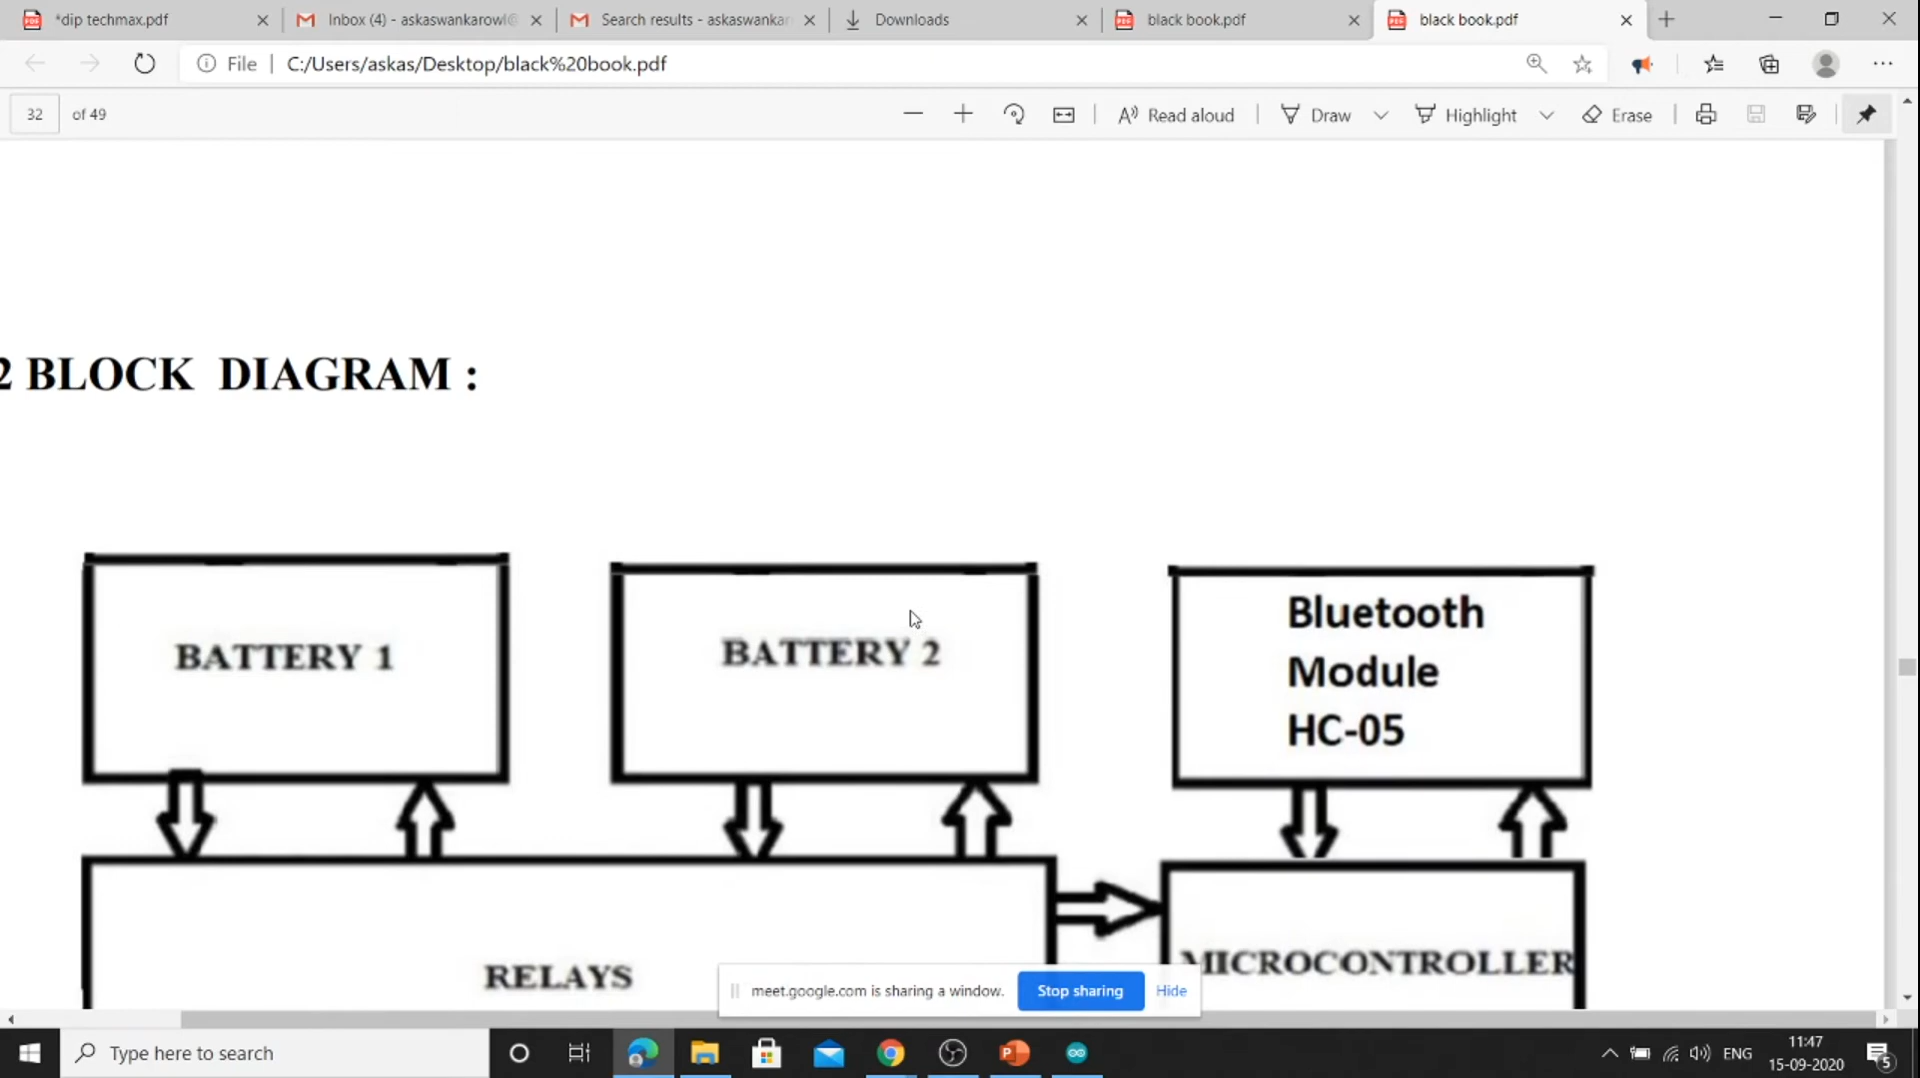 *dip techmax.pdf
Inbox (4) - askaswankarowl@
Search results - askaswankar
Downloads
black book.pdf
black book.pdf
File
C:/Users/askas/Desktop/black%20book.pdf
32 of 49
Read aloud
Draw
Highlight
Erase
2 BLOCK DIAGRAM :
BATTERY 1
BATTERY 2
Bluetooth
Module
HC-05
RELAYS
MICROCONTROLLER
meet.google.com is sharing a window.
Stop sharing
Hide
Type here to search
ENG
11:47
15-09-2020
5